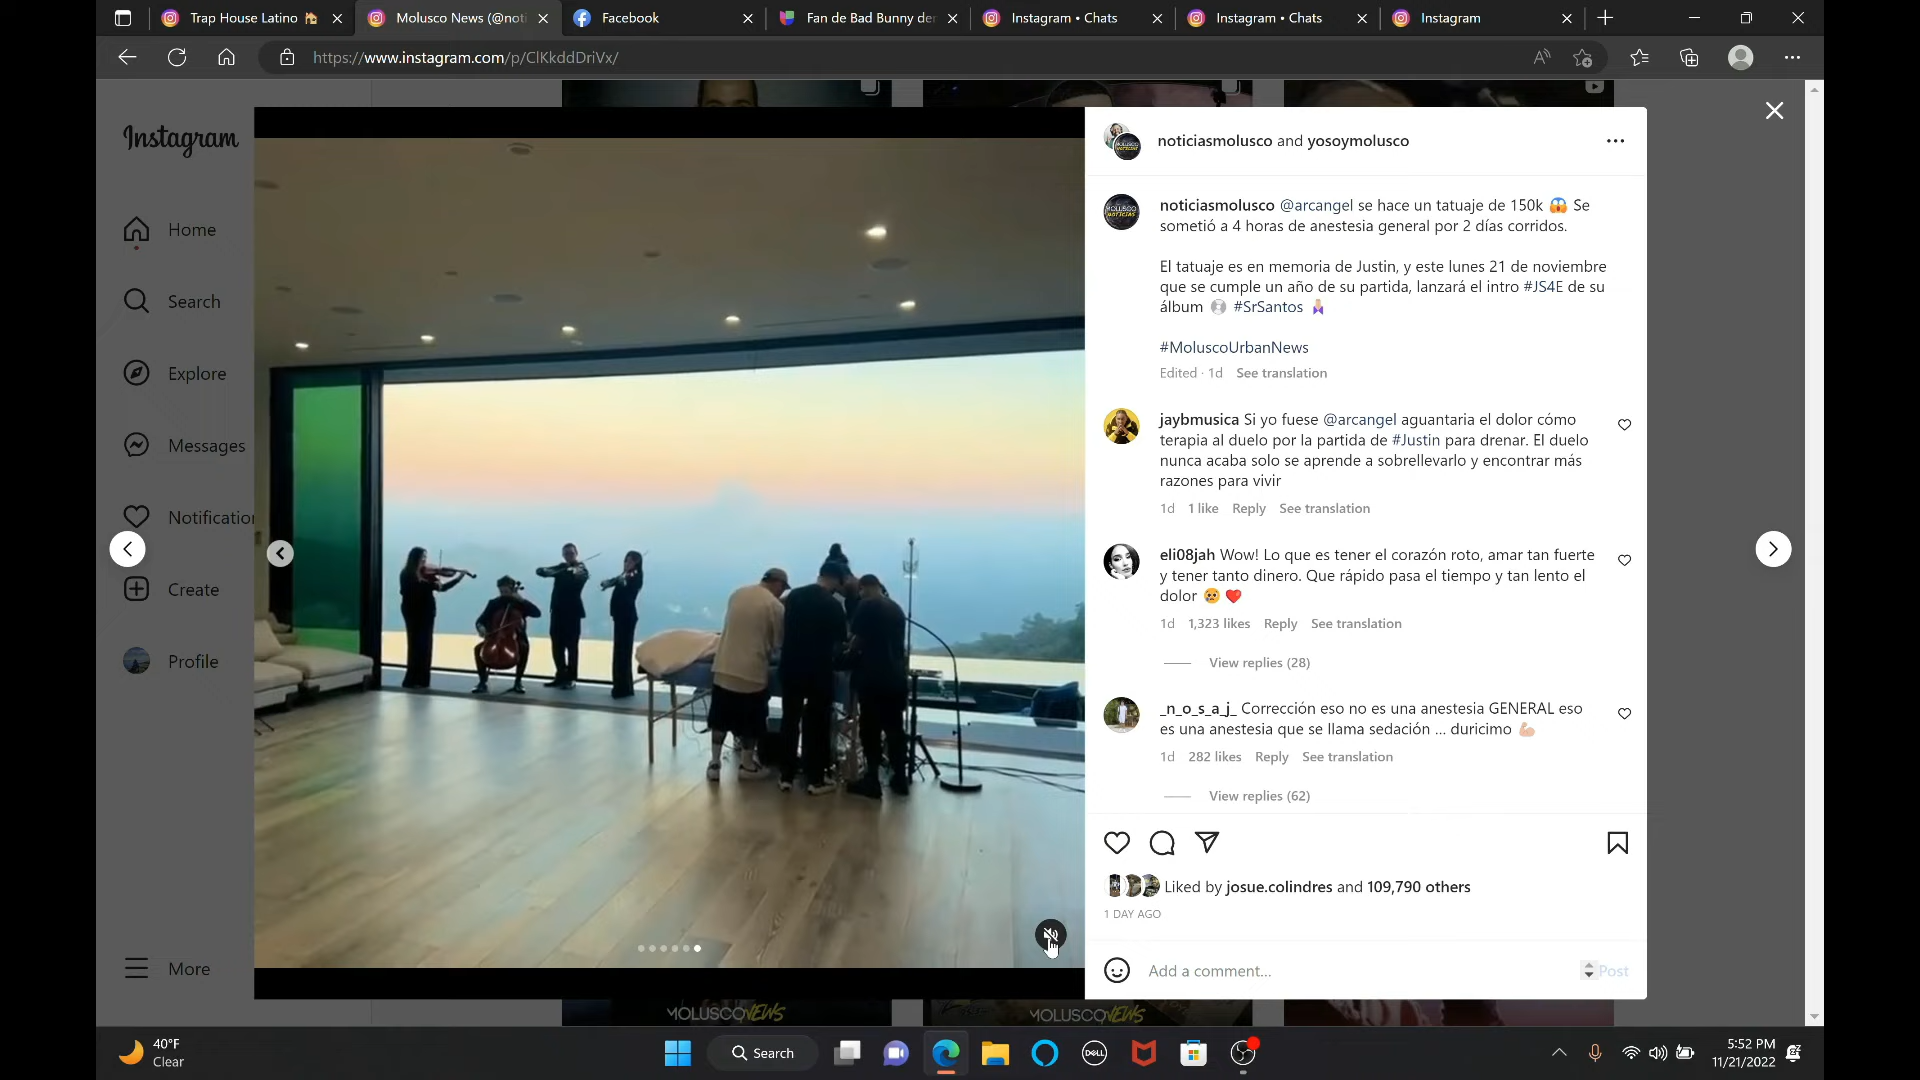 Trap House Latino 🏠
Molusco News (@noti
Facebook
Fan de Bad Bunny der
Instagram • Chats
Instagram • Chats
Instagram
https://www.instagram.com/p/ClKkddDriVx/
Instagram
Home
Search
Explore
Messages
Notification
Create
Profile
More
noticiasmolusco and yosoymolusco
noticiasmolusco @arcangel se hace un tatuaje de 150k 😱 Se
sometió a 4 horas de anestesia general por 2 días corridos.
El tatuaje es en memoria de Justin, y este lunes 21 de noviembre
que se cumple un año de su partida, lanzará el intro #JS4E de su
álbum 💿 #SrSantos
#MoluscoUrbanNews
Edited · 1d See translation
jaybmusica Si yo fuese @arcangel aguantaria el dolor cómo
terapia al duelo por la partida de #Justin para drenar. El duelo
nunca acaba solo se aprende a sobrellevarlo y encontrar más
razones para vivir
1d 1 like Reply See translation
eli08jah Wow! Lo que es tener el corazón roto, amar tan fuerte
y tener tanto dinero. Que rápido pasa el tiempo y tan lento el
dolor 😢 ❤️
1d 1,323 likes Reply See translation
View replies (28)
_n_o_s_a_j_ Corrección eso no es una anestesia GENERAL eso
es una anestesia que se llama sedación ... duricimo 💪🏼
1d 282 likes Reply See translation
View replies (62)
Liked by josue.colindres and 109,790 others
1 DAY AGO
Add a comment...
Post
MOLUSCO NEWS
MOLUSCO NEWS
40°F
Clear
Search
DELL
5:52 PM
11/21/2022